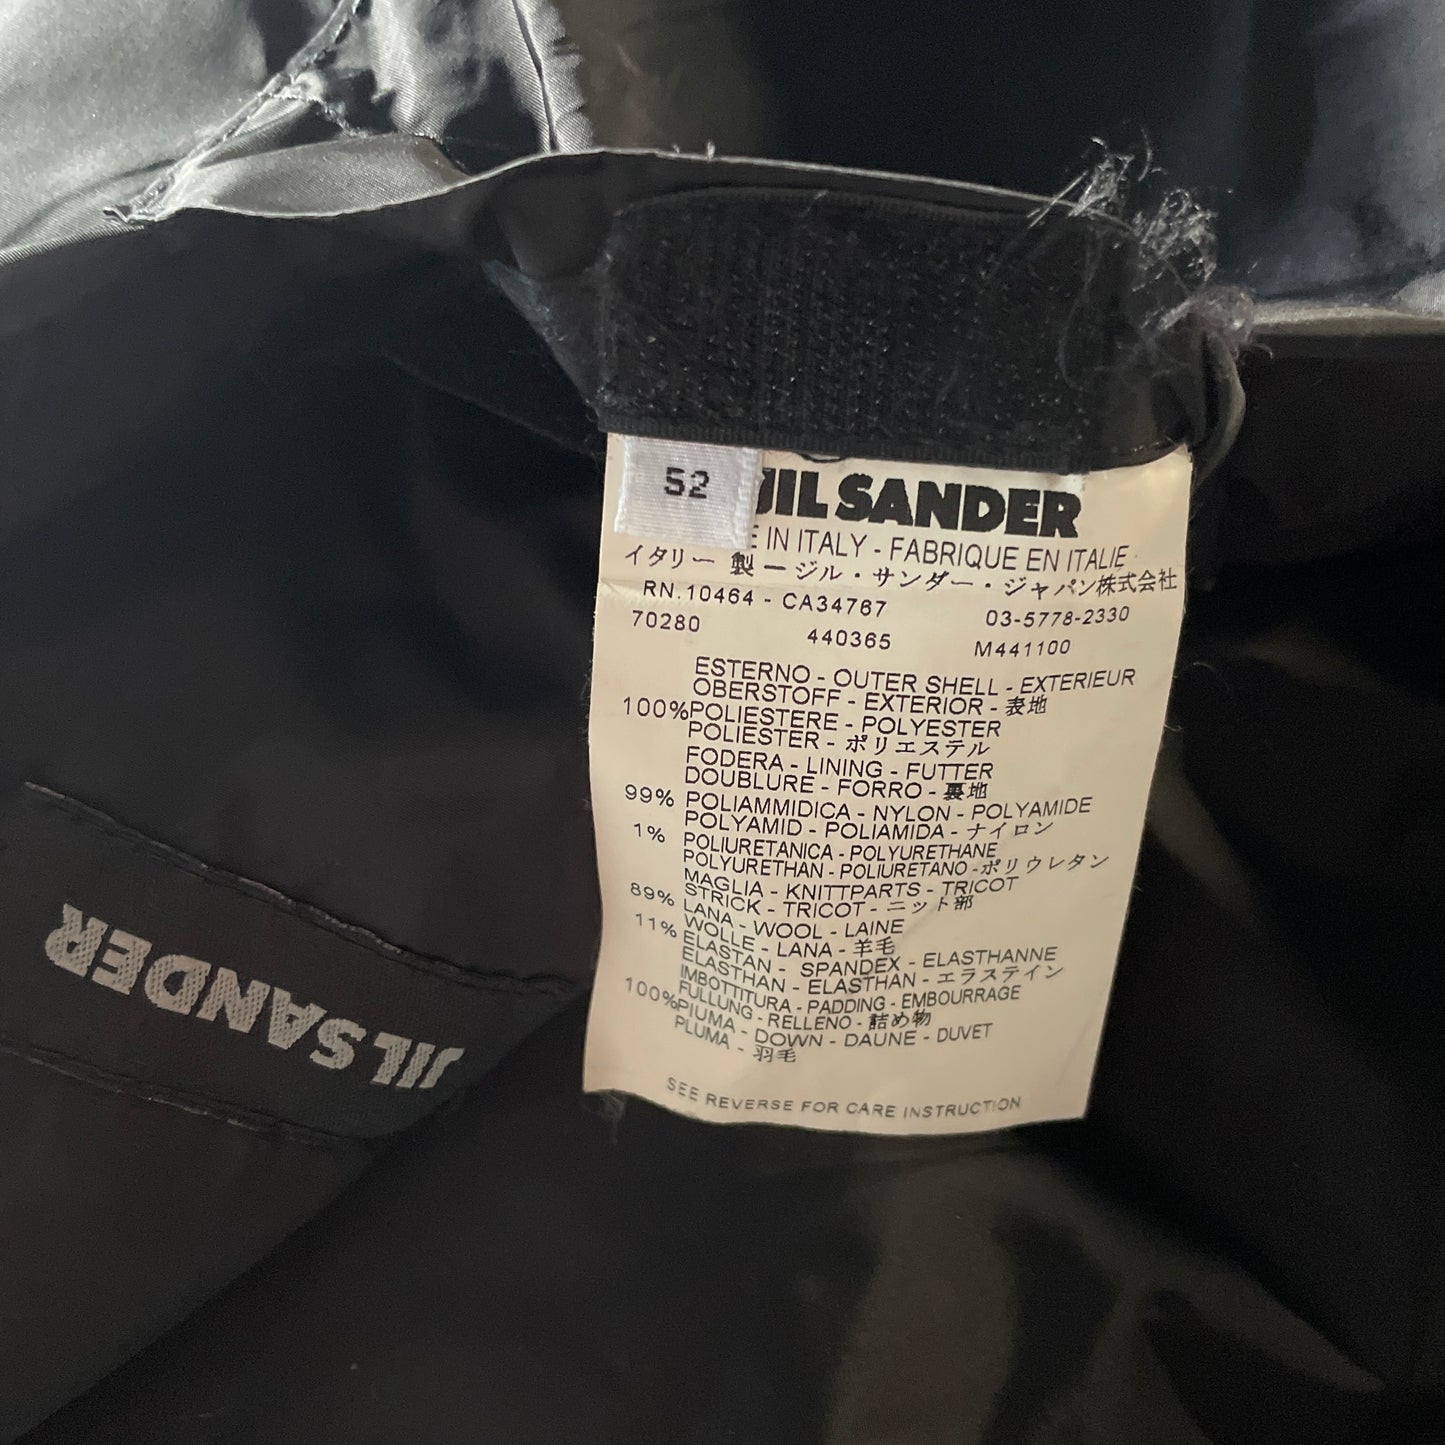 52
JIL SANDER
E IN ITALY - FABRIQUE EN ITALIE
イタリー 製 ー ジル・サンダー・ジャパン株式会社
RN.10464 - CA34767 03-5778-2330
70280 440365 M441100
ESTERNO - OUTER SHELL - EXTERIEUR
OBERSTOFF - EXTERIOR - 表地
100% POLIESTERE - POLYESTER
POLIESTER - ポリエステル
FODERA - LINING - FUTTER
DOUBLURE - FORRO - 裏地
99% POLIAMMIDICA - NYLON - POLYAMIDE
POLYAMID - POLIAMIDA - ナイロン
1% POLIURETANICA - POLYURETHANE
POLYURETHAN - POLIURETANO - ポリウレタン
MAGLIA - KNITTPARTS - TRICOT
STRICK - TRICOT - ニット部
89% LANA - WOOL - LAINE
WOLLE - LANA - 羊毛
11% ELASTAN - SPANDEX - ELASTHANNE
ELASTHAN - ELASTHAN - エラステイン
IMBOTTITURA - PADDING - EMBOURRAGE
FULLUNG - RELLENO - 詰め物
100% PIUMA - DOWN - DAUNE - DUVET
PLUMA - 羽毛
SEE REVERSE FOR CARE INSTRUCTION
JIL SANDER